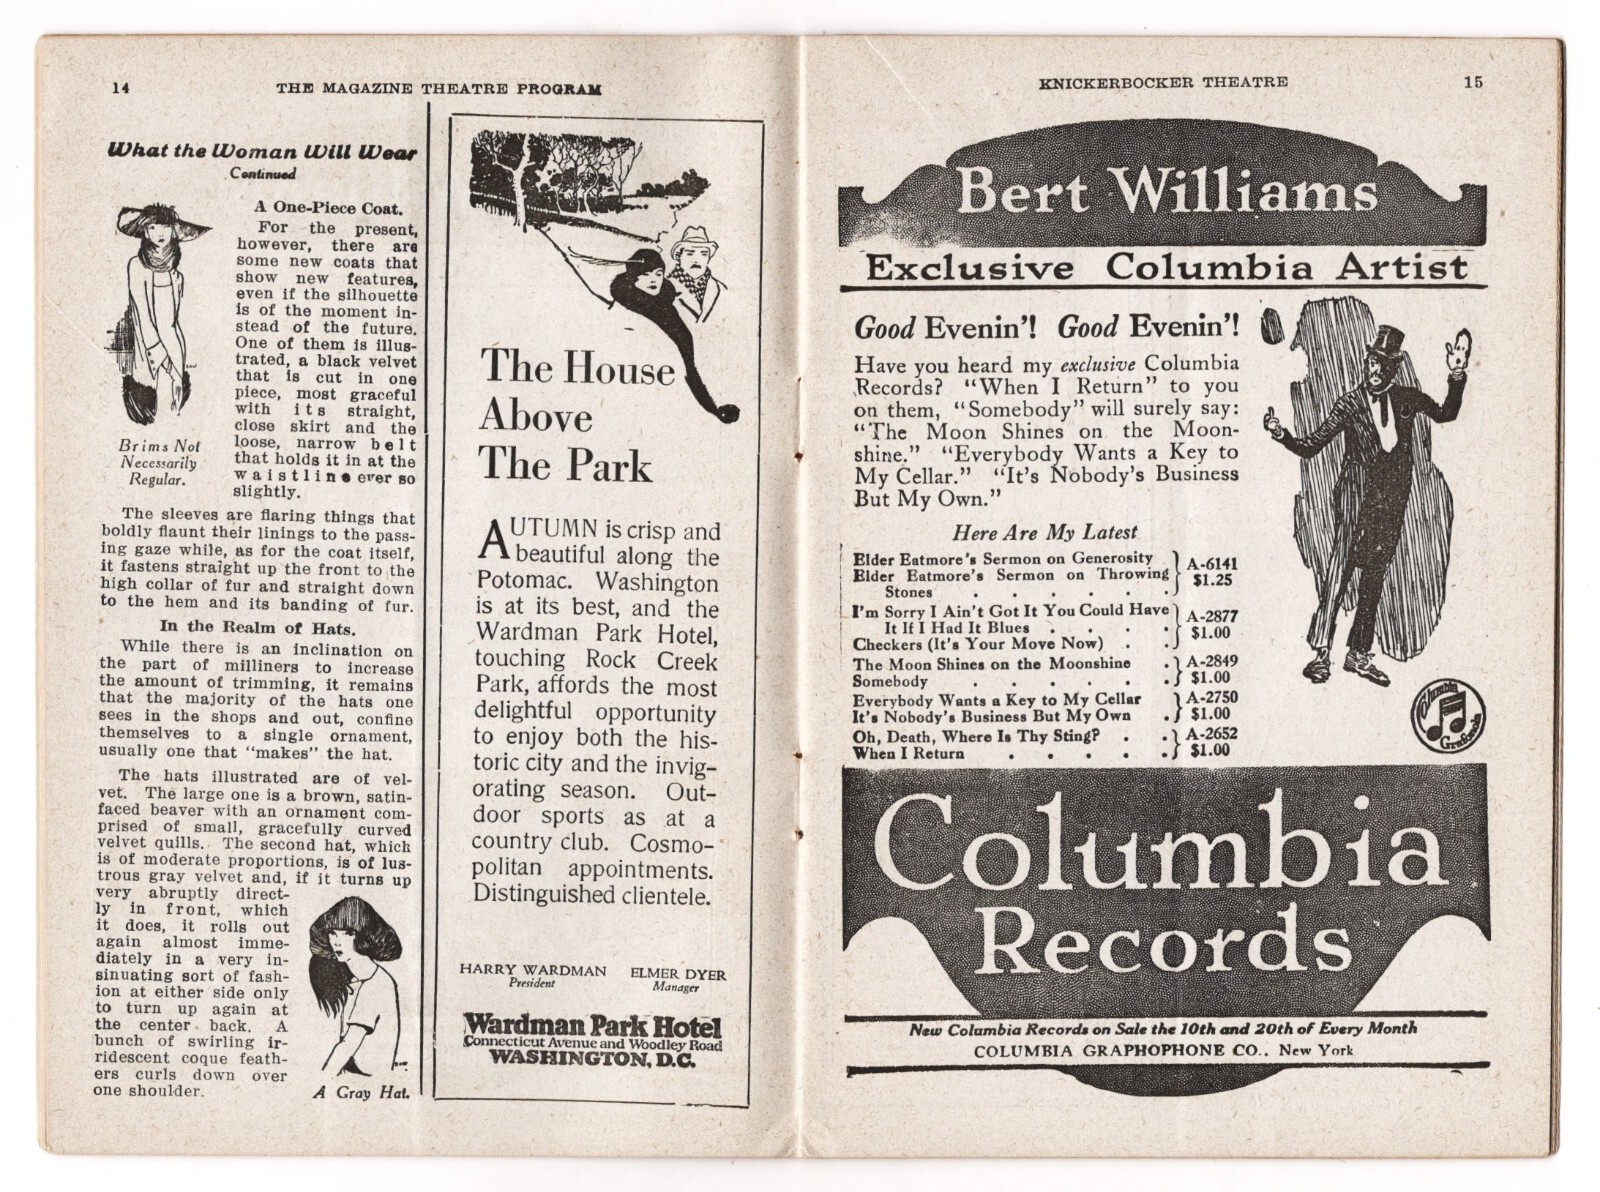 14
THE MAGAZINE THEATRE PROGRAM
What the Woman Will Wear
Continued
A One-Piece Coat.
For the present,
however, there are
some new coats that
show new features,
even if the silhouette
is of the moment in-
stead of the future.
One of them is illus-
trated, a black velvet
that is cut in one
piece, most graceful
with its straight,
close skirt and the
loose, narrow belt
that holds it in at the
waistline ever so
slightly.
Brims Not
Necessarily
Regular.
The sleeves are flaring things that
boldly flaunt their linings to the pass-
ing gaze while, as for the coat itself,
it fastens straight up the front to the
high collar of fur and straight down
to the hem and its banding of fur.
In the Realm of Hats.
While there is an inclination on
the part of milliners to increase
the amount of trimming, it remains
that the majority of the hats one
sees in the shops and out, confine
themselves to a single ornament,
usually one that "makes" the hat.
The hats illustrated are of vel-
vet. The large one is a brown, satin-
faced beaver with an ornament com-
prised of small, gracefully curved
velvet quills. The second hat, which
is of moderate proportions, is of lus-
trous gray velvet and, if it turns up
very abruptly direct-
ly in front, which
it does, it rolls out
again almost imme-
diately in a very in-
sinuating sort of fash-
ion at either side only
to turn up again at
the center back. A
bunch of swirling ir-
ridescent coque feath-
ers curls down over
one shoulder.
A Gray Hat.
The House
Above
The Park
AUTUMN is crisp and
beautiful along the
Potomac. Washington
is at its best, and the
Wardman Park Hotel,
touching Rock Creek
Park, affords the most
delightful opportunity
to enjoy both the his-
toric city and the invig-
orating season. Out-
door sports as at a
country club. Cosmo-
politan appointments.
Distinguished clientele.
HARRY WARDMAN ELMER DYER
President Manager
Wardman Park Hotel
Connecticut Avenue and Woodley Road
WASHINGTON, D.C.
KNICKERBOCKER THEATRE
15
Bert Williams
Exclusive Columbia Artist
Good Evenin'! Good Evenin'!
Have you heard my exclusive Columbia
Records? "When I Return" to you
on them, "Somebody" will surely say:
"The Moon Shines on the Moon-
shine." "Everybody Wants a Key to
My Cellar." "It's Nobody's Business
But My Own."
Here Are My Latest
Elder Eatmore's Sermon on Generosity
Elder Eatmore's Sermon on Throwing
Stones . . . . . .
A-6141
$1.25
I'm Sorry I Ain't Got It You Could Have
It If I Had It Blues . . . .
Checkers (It's Your Move Now) . .
A-2877
$1.00
The Moon Shines on the Moonshine .
Somebody . . . . . .
A-2849
$1.00
Everybody Wants a Key to My Cellar
It's Nobody's Business But My Own .
A-2750
$1.00
Oh, Death, Where Is Thy Sting? . .
When I Return . . . . .
A-2652
$1.00
Columbia
Grafonola
Columbia
Records
New Columbia Records on Sale the 10th and 20th of Every Month
COLUMBIA GRAPHOPHONE CO., New York